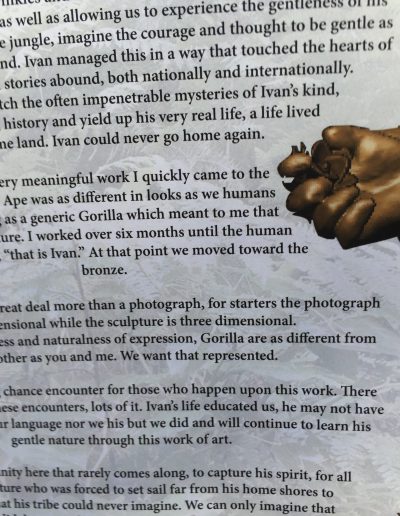 as well as allowing us to experience the gentleness of his
e jungle, imagine the courage and thought to be gentle as
nd. Ivan managed this in a way that touched the hearts of
stories abound, both nationally and internationally.
tch the often impenetrable mysteries of Ivan's kind,
history and yield up his very real life, a life lived
ne land. Ivan could never go home again.
ery meaningful work I quickly came to the
Ape was as different in looks as we humans
g as a generic Gorilla which meant to me that
ure. I worked over six months until the human
"that is Ivan." At that point we moved toward the
bronze.
reat deal more than a photograph, for starters the photograph
ensional while the sculpture is three dimensional.
ess and naturalness of expression, Gorilla are as different from
other as you and me. We want that represented.
chance encounter for those who happen upon this work. There
ese encounters, lots of it. Ivan's life educated us, he may not have
ur language nor we his but we did and will continue to learn his
gentle nature through this work of art.
nity here that rarely comes along, to capture his spirit, for all
ture who was forced to set sail far from his home shores to
at his tribe could never imagine. We can only imagine that